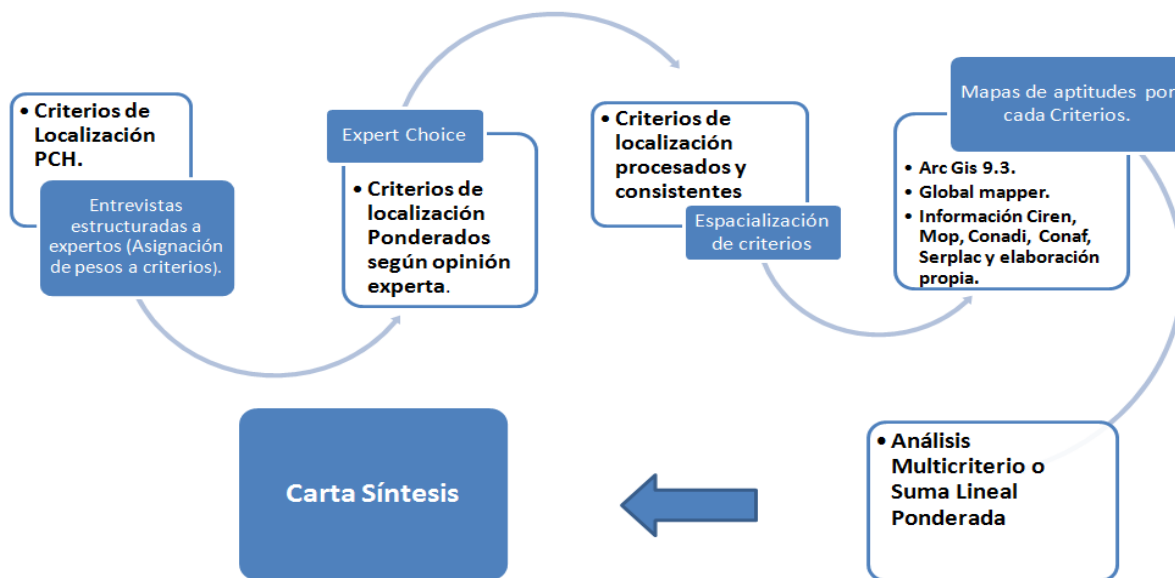 • Criterios de
Localización
PCH.
Entrevistas
estructuradas a
expertos (Asignación
de pesos a criterios).
Expert Choice
• Criterios de
localización
Ponderados
según opinión
experta.
• Criterios de
localización
procesados y
consistentes
Espacialización
de criterios
Mapas de aptitudes por
cada Criterios.
• Arc Gis 9.3.
• Global mapper.
• Información Ciren,
Mop, Conadi, Conaf,
Serplac y elaboración
propia.
• Análisis
Multicriterio o
Suma Lineal
Ponderada
Carta Síntesis